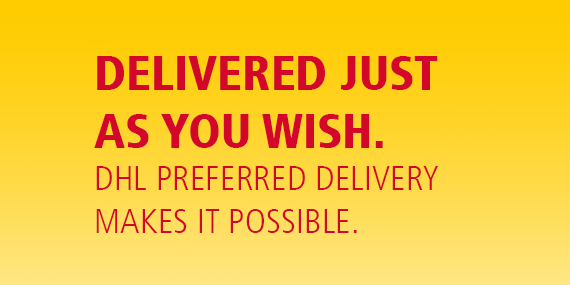 DELIVERED JUST
AS YOU WISH.
DHL PREFERRED DELIVERY
MAKES IT POSSIBLE.